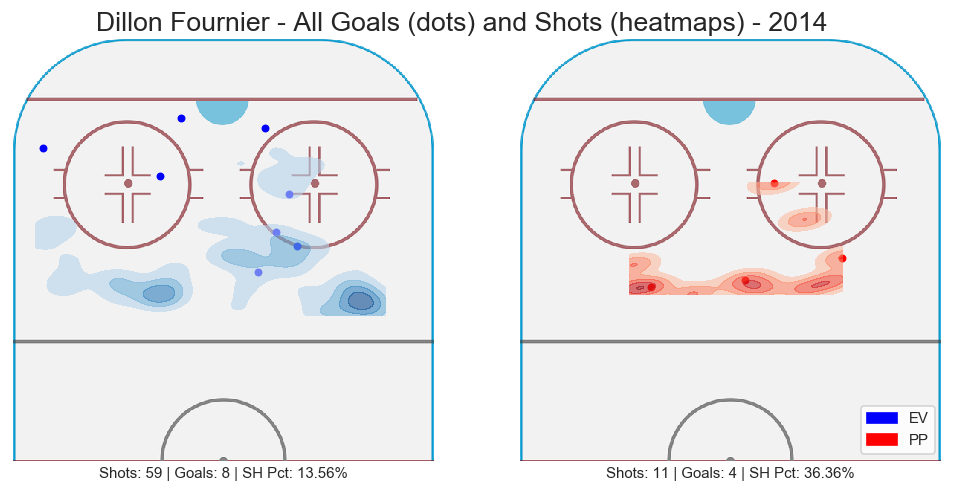 Dillon Fournier - All Goals (dots) and Shots (heatmaps) - 2014
EV
PP
Shots: 59 | Goals: 8 | SH Pct: 13.56%
Shots: 11 | Goals: 4 | SH Pct: 36.36%